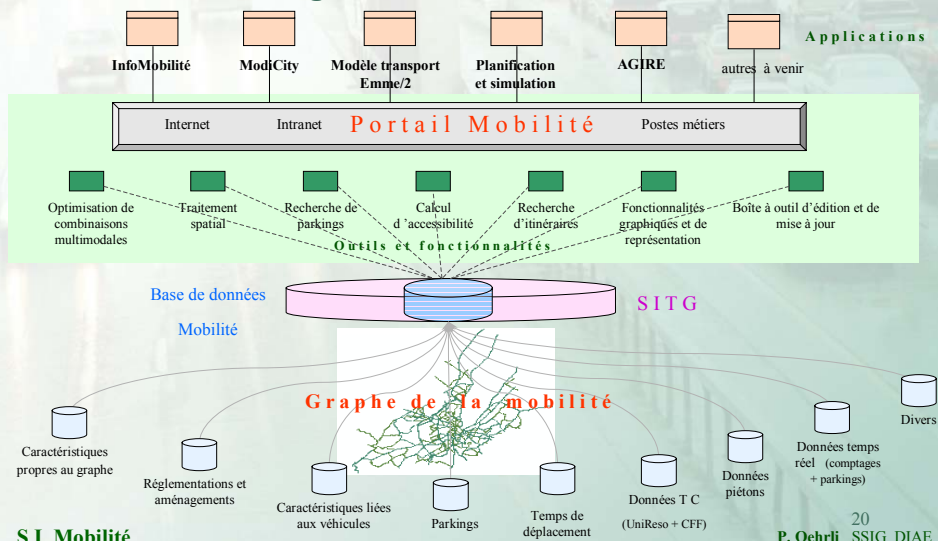 Applications
InfoMobilité
ModiCity
Modèle transport
Emme/2
Planification
et simulation
AGIRE
autres à venir
Internet
Intranet
Portail Mobilité
Postes métiers
Optimisation de
combinaisons
multimodales
Traitement
spatial
Recherche de
parkings
Calcul
d ’accessibilité
Recherche
d’itinéraires
Fonctionnalités
graphiques et de
représentation
Boîte à outil d’édition et de
mise à jour
Outils et fonctionnalités
Base de données
Mobilité
SITG
Graphe de la mobilité
Caractéristiques
propres au graphe
Réglementations et
aménagements
Caractéristiques liées
aux véhicules
Parkings
Temps de
déplacement
Données T C
(UniReso + CFF)
Données
piétons
Données temps
réel (comptages
+ parkings)
Divers
S.I. Mobilité
20
P. Oehrli SSIG DIAE